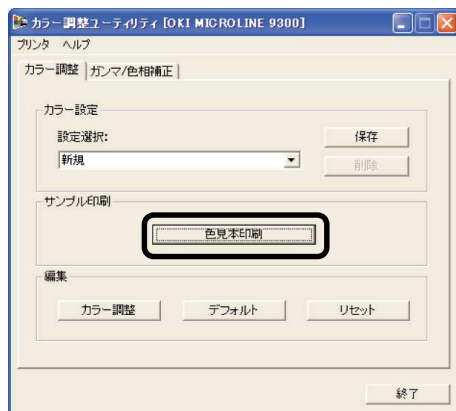 カラー調整ユーティリティ [OKI MICROLINE 9300]
プリンタ ヘルプ
カラー調整 ガンマ/色相補正
カラー設定
設定選択:
保存
新規
削除
サンプル印刷
色見本印刷
編集
カラー調整 デフォルト リセット
終了